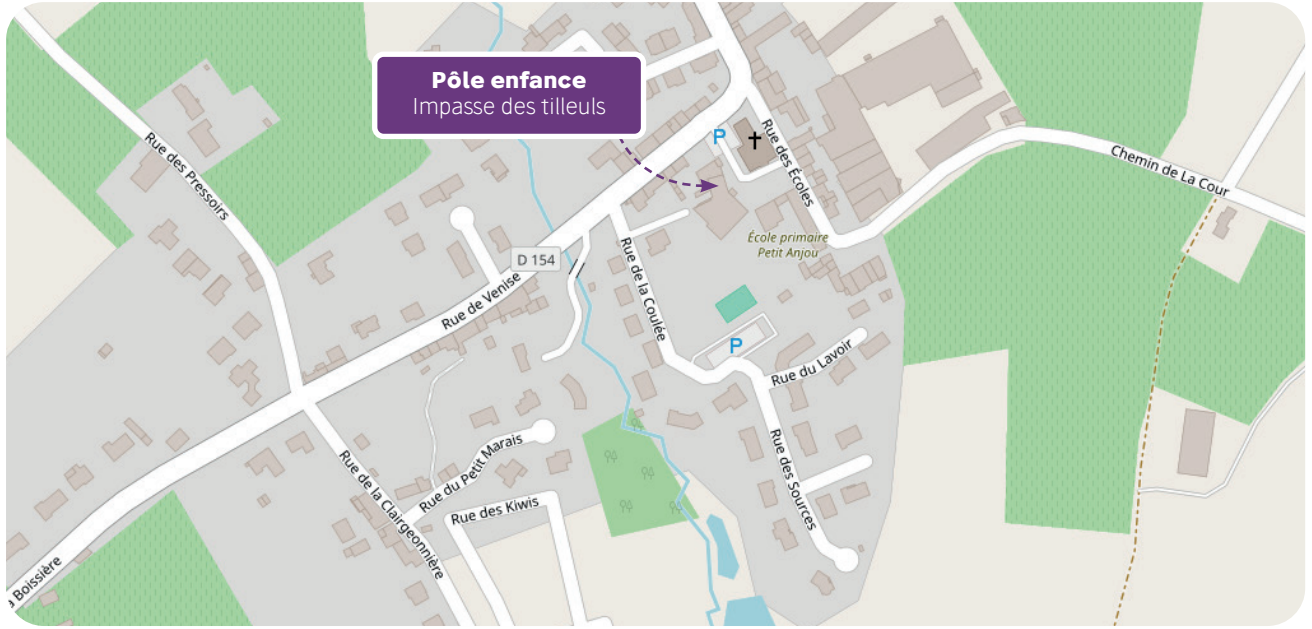 Pôle enfance
Impasse des tilleuls
P
Rue des Écoles
Chemin de La Cour
Rue des Pressoirs
École primaire
Petit Anjou
D 154
Rue de la Coulée
Rue de Venise
P
Rue du Lavoir
Rue du Petit Marais
Rue des Sources
Rue de la Clairgeonnière
Rue des Kiwis
a Boissière